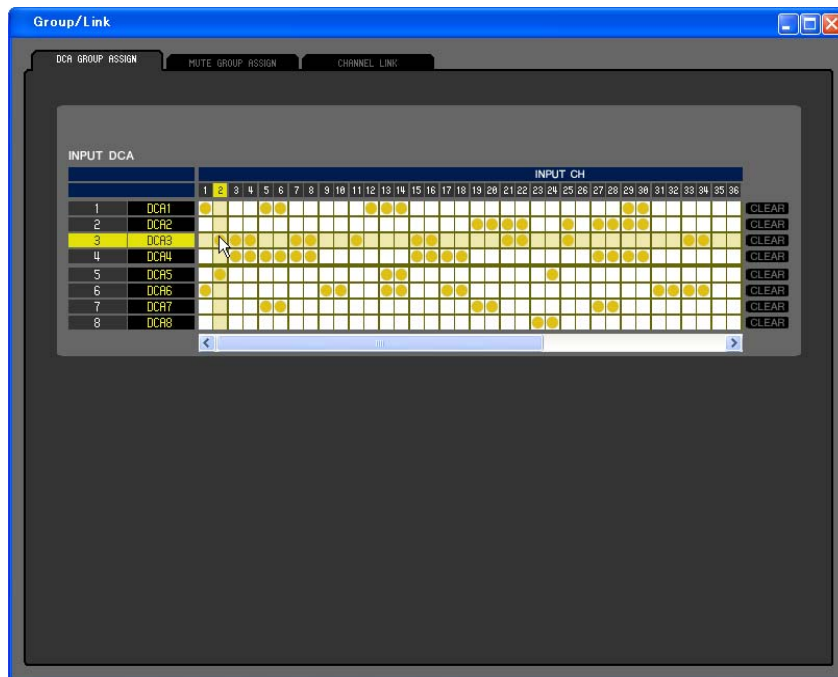 Group/Link
DCA GROUP ASSIGN
MUTE GROUP ASSIGN
CHANNEL LINK
INPUT DCA
INPUT CH
1 2 3 4 5 6 7 8 9 10 11 12 13 14 15 16 17 18 19 20 21 22 23 24 25 26 27 28 29 30 31 32 33 34 35 36
1 DCA1 CLEAR
2 DCA2 CLEAR
3 DCA3 CLEAR
4 DCA4 CLEAR
5 DCA5 CLEAR
6 DCA6 CLEAR
7 DCA7 CLEAR
8 DCA8 CLEAR